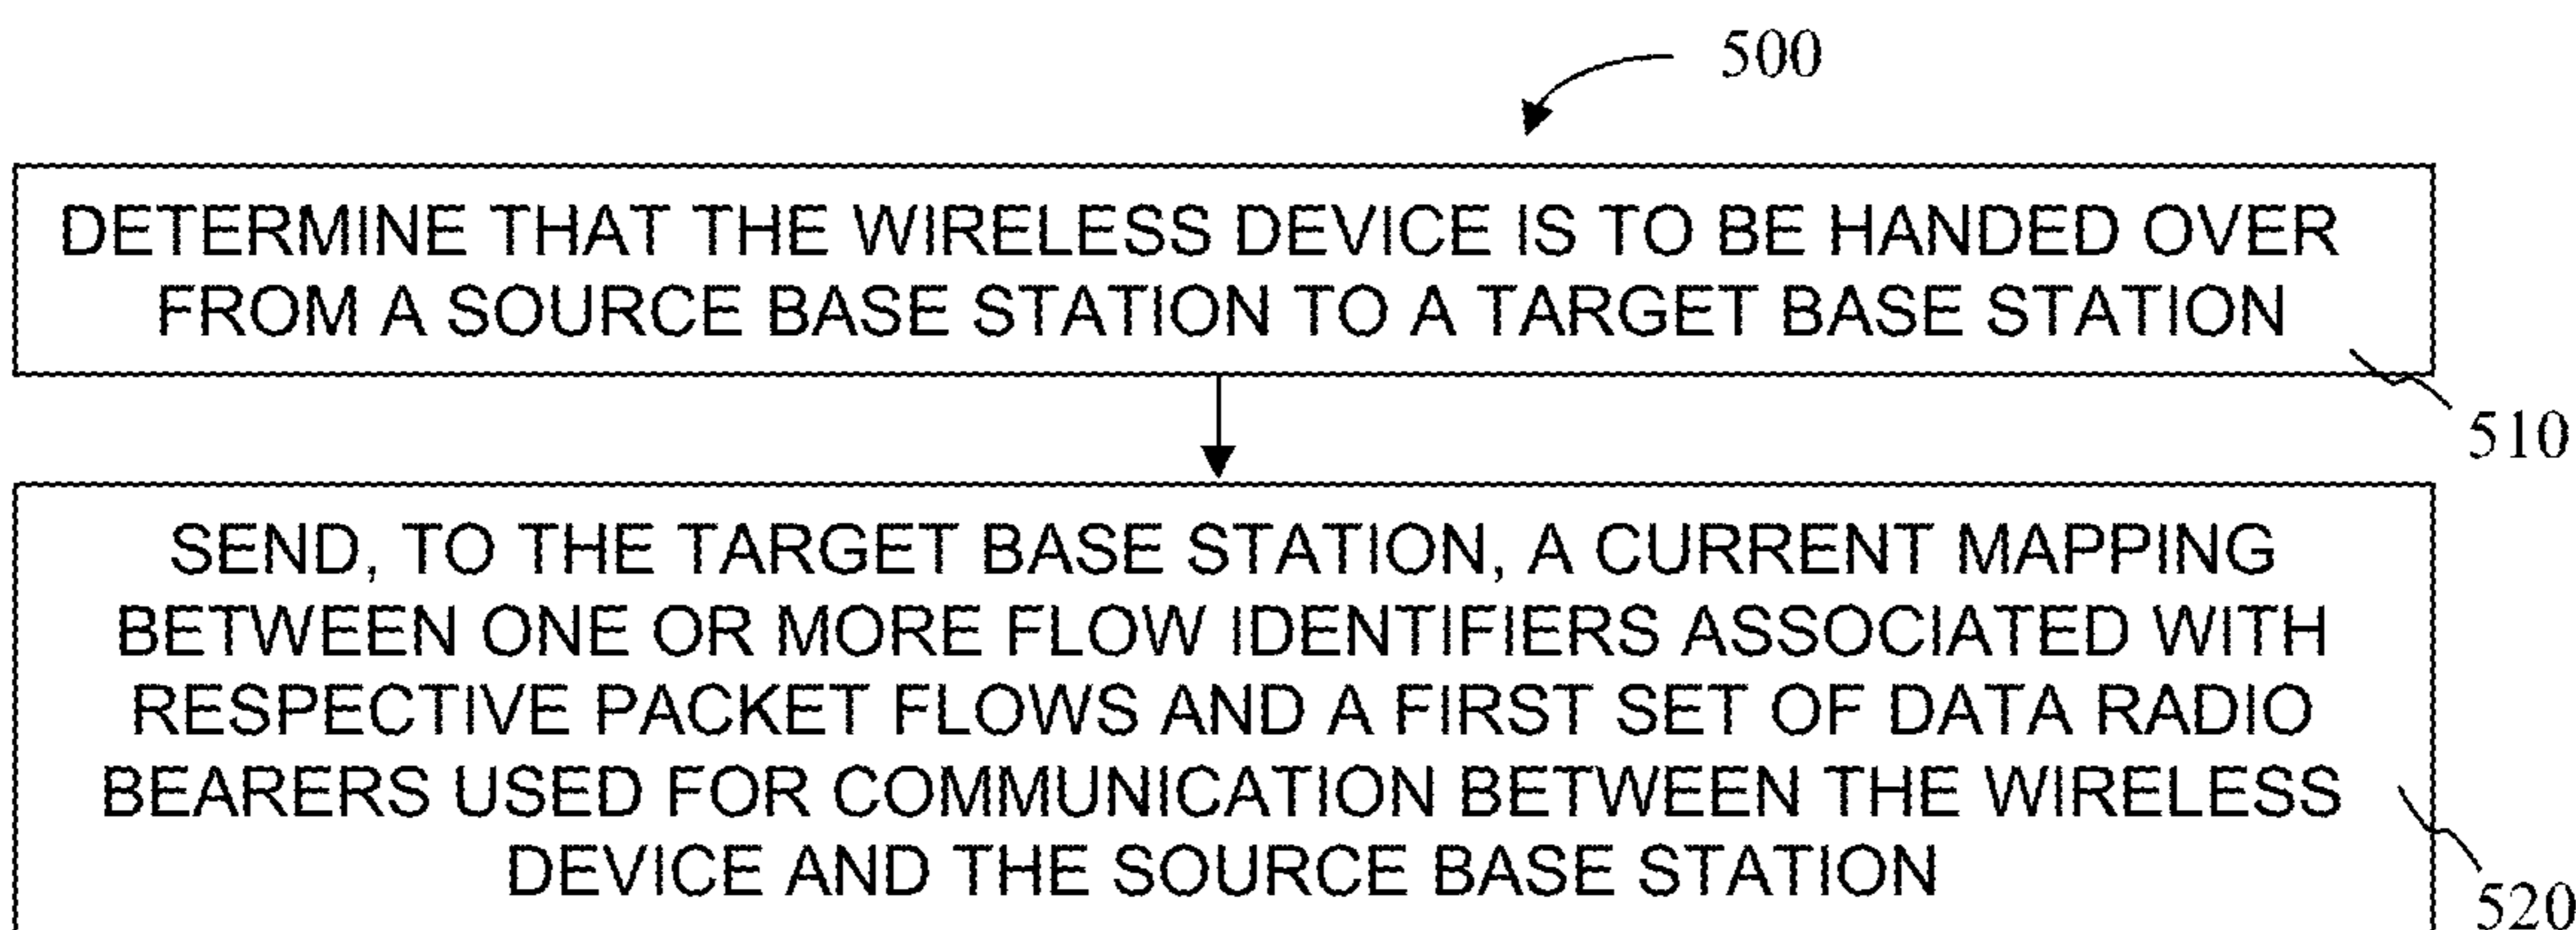 500
DETERMINE THAT THE WIRELESS DEVICE IS TO BE HANDED OVER
FROM A SOURCE BASE STATION TO A TARGET BASE STATION
510
SEND, TO THE TARGET BASE STATION, A CURRENT MAPPING
BETWEEN ONE OR MORE FLOW IDENTIFIERS ASSOCIATED WITH
RESPECTIVE PACKET FLOWS AND A FIRST SET OF DATA RADIO
BEARERS USED FOR COMMUNICATION BETWEEN THE WIRELESS
DEVICE AND THE SOURCE BASE STATION
520